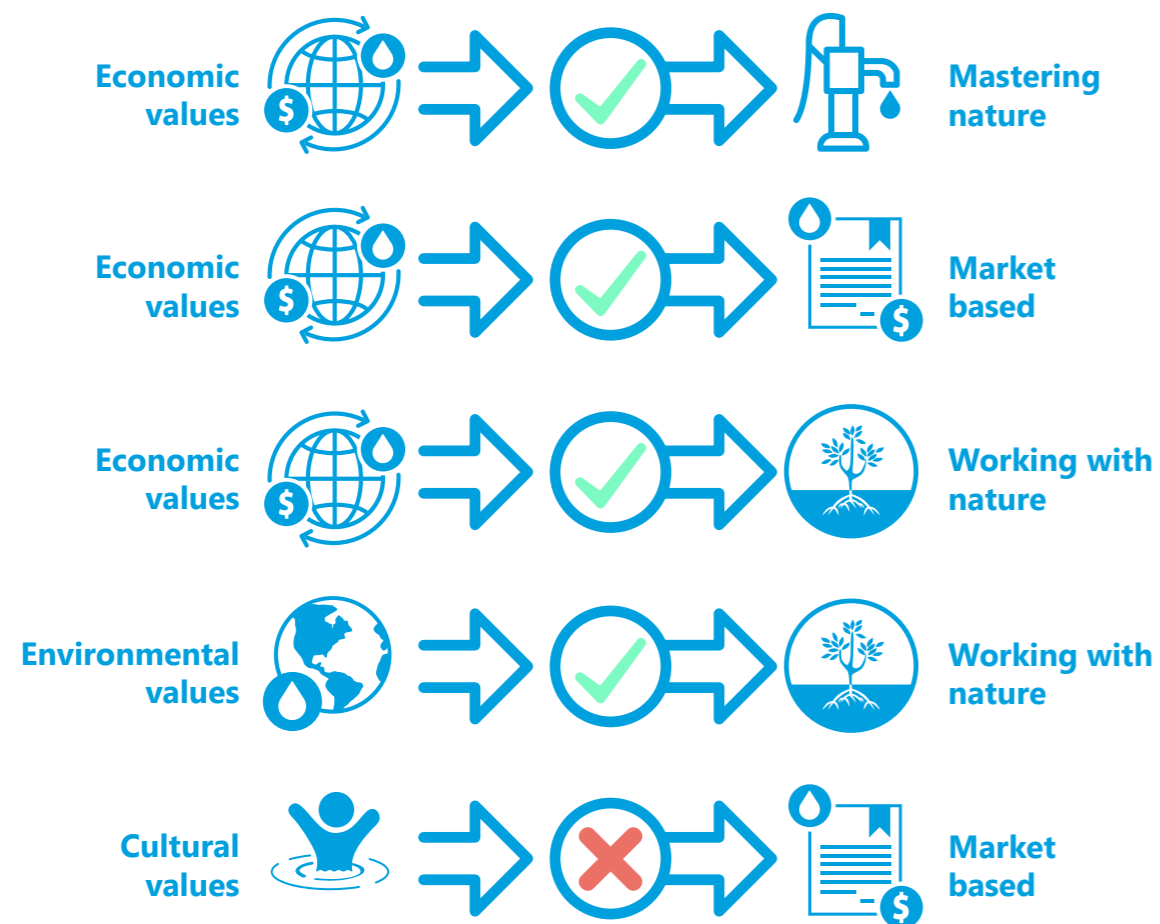 Economic
values
$
Mastering
nature
Economic
values
$
Market
based
$
Economic
values
$
Working with
nature
Environmental
values
Working with
nature
Cultural
values
Market
based
$